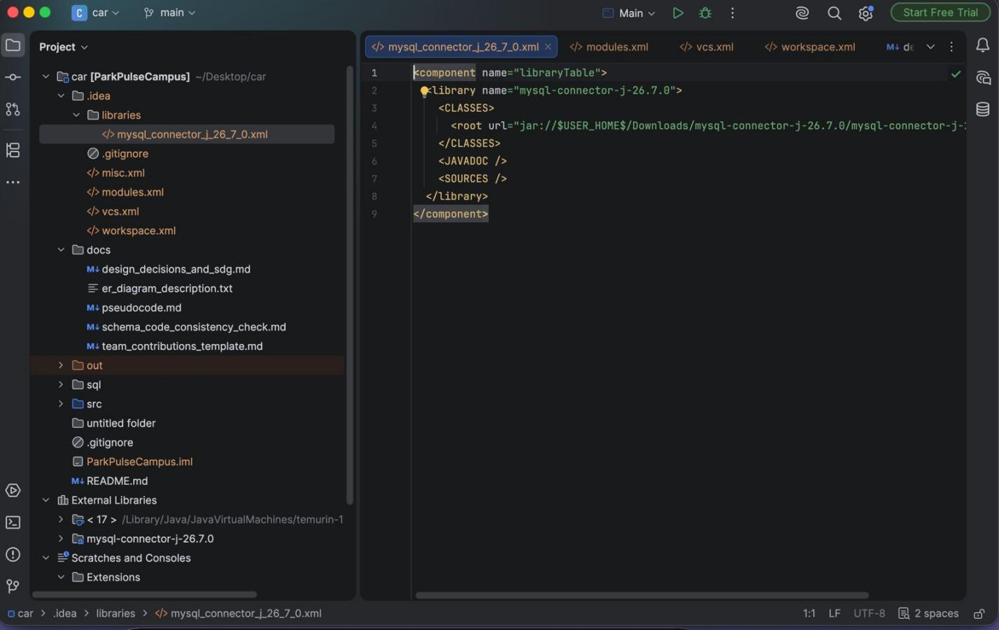 C car main Main Start Free Trial
Project
mysql_connector_j_26_7_0.xml modules.xml vcs.xml workspace.xml M↓ de
car [ParkPulseCampus] ~/Desktop/car
.idea
libraries
mysql_connector_j_26_7_0.xml
.gitignore
misc.xml
modules.xml
vcs.xml
workspace.xml
docs
M↓ design_decisions_and_sdg.md
er_diagram_description.txt
M↓ pseudocode.md
M↓ schema_code_consistency_check.md
M↓ team_contributions_template.md
out
sql
src
untitled folder
.gitignore
ParkPulseCampus.iml
M↓ README.md
External Libraries
< 17 > /Library/Java/JavaVirtualMachines/temurin-1
mysql-connector-j-26.7.0
Scratches and Consoles
Extensions
1 <component name="libraryTable">
2 <library name="mysql-connector-j-26.7.0">
3 <CLASSES>
4 <root url="jar://$USER_HOME$/Downloads/mysql-connector-j-26.7.0/mysql-connector-j-
5 </CLASSES>
6 <JAVADOC />
7 <SOURCES />
8 </library>
9 </component>
car > .idea > libraries > </> mysql_connector_j_26_7_0.xml 1:1 LF UTF-8 2 spaces